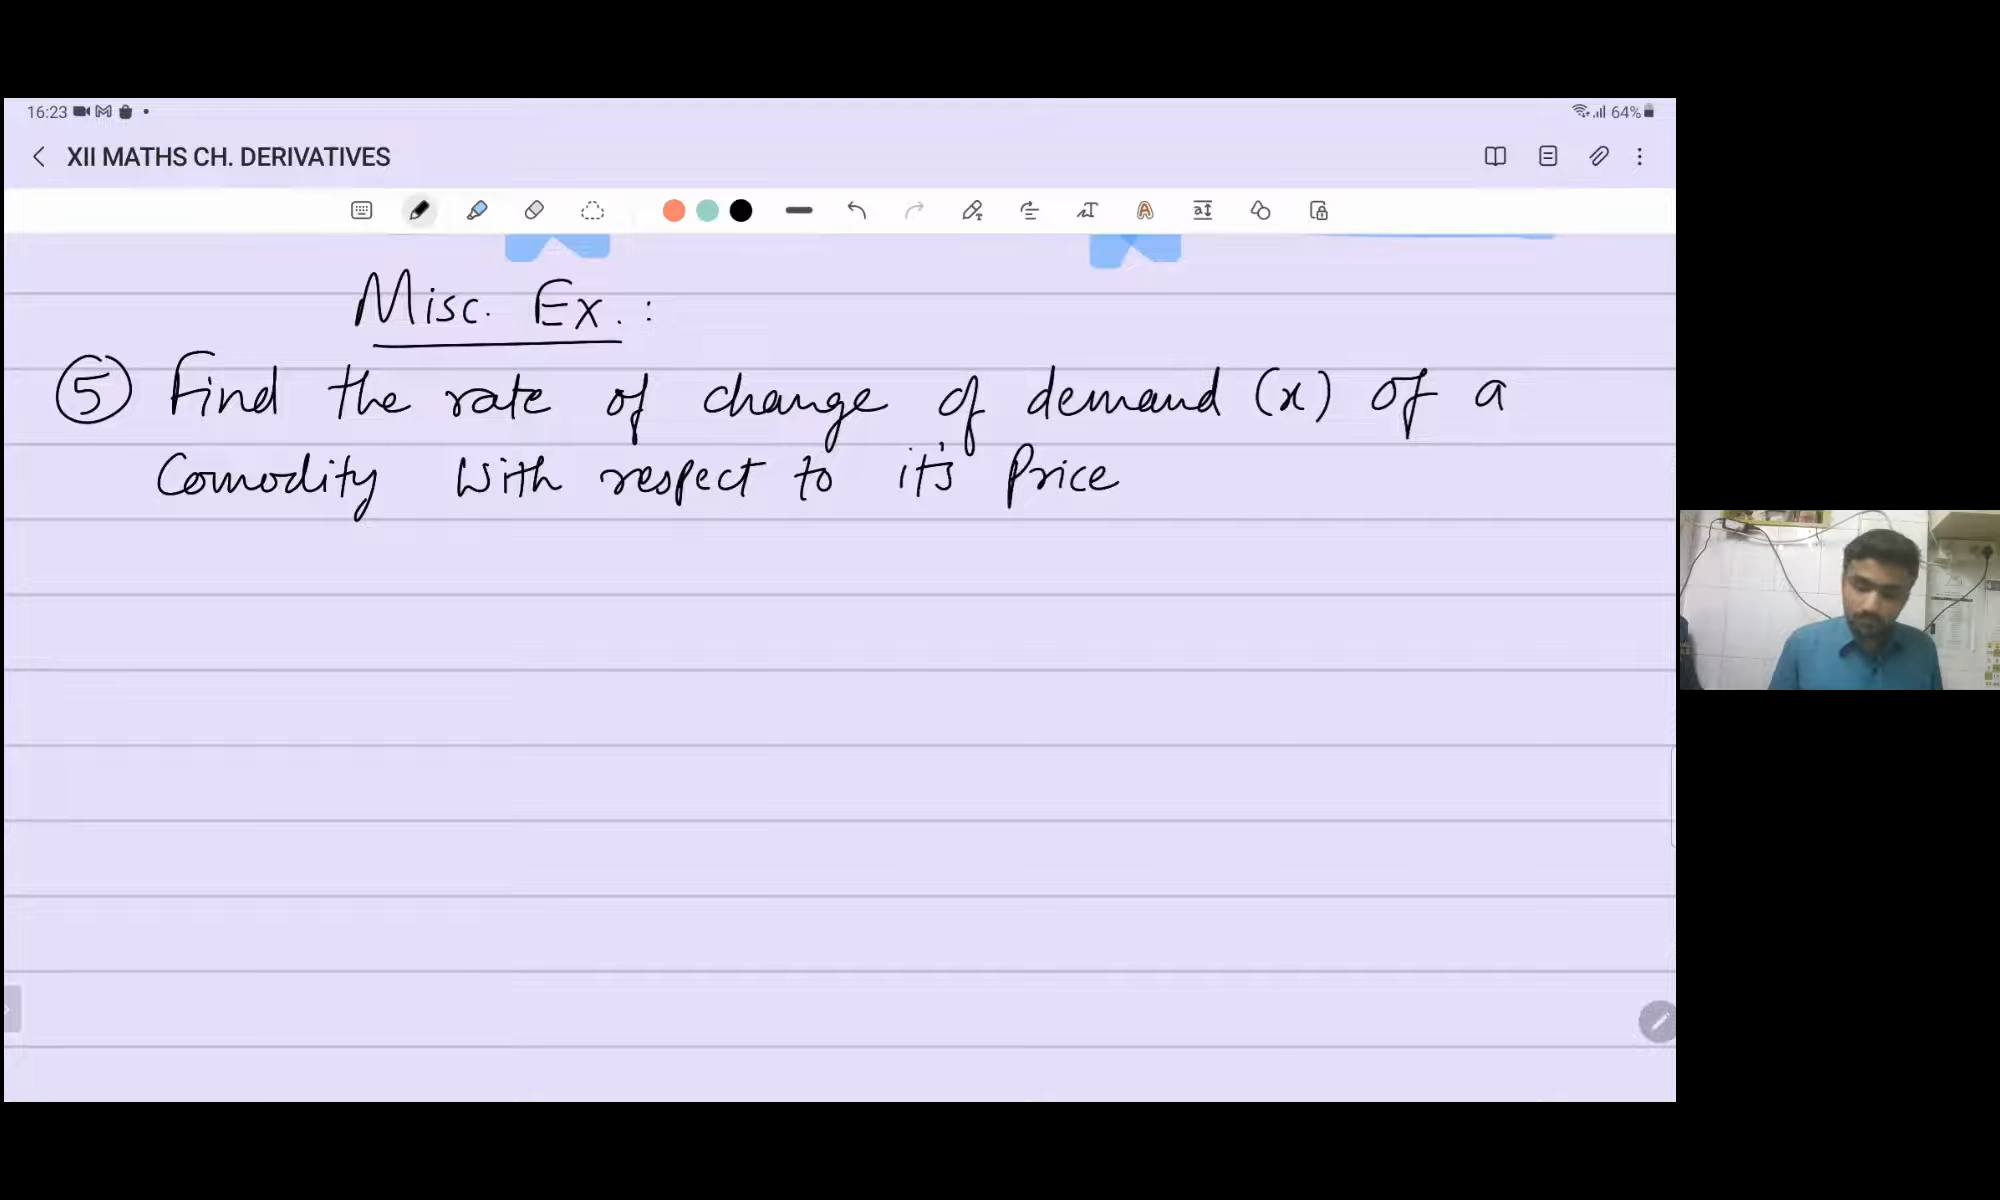 16:23
64%
XII MATHS CH. DERIVATIVES
Misc. Ex. :
5 Find the rate of change of demand (x) of a
Comodity with respect to it's Price